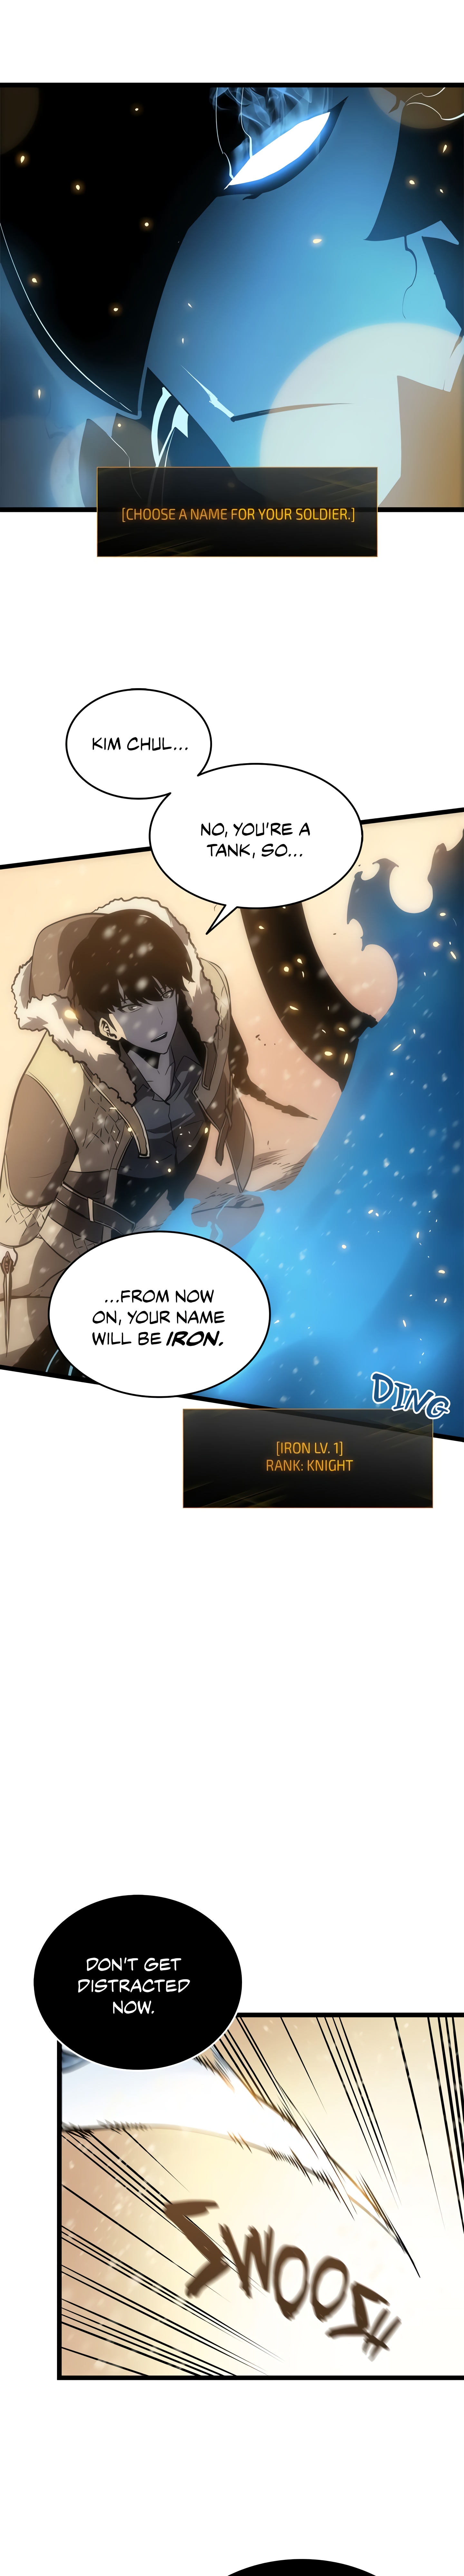 [CHOOSE A NAME FOR YOUR SOLDIER.]
KIM CHUL...
NO, YOU'RE A
TANK, SO...
...FROM NOW
ON, YOUR NAME
WILL BE IRON.
DING
[IRON LV. 1]
RANK: KNIGHT
DON'T GET
DISTRACTED
NOW.
SWOOSH